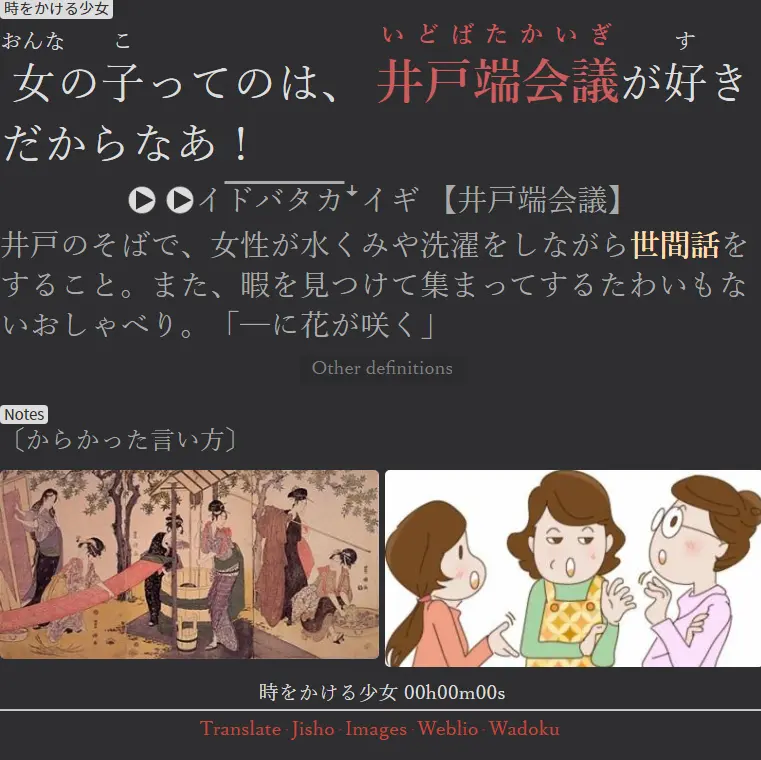 時をかける少女
おんな こ いどばたかいぎ す
女の子ってのは、井戸端会議が好き
だからなあ！
イドバタカ↓イギ 【井戸端会議】
井戸のそばで、女性が水くみや洗濯をしながら世間話を
すること。また、暇を見つけて集まってするたわいもな
いおしゃべり。「―に花が咲く」
Other definitions
Notes
〔からかった言い方〕
時をかける少女 00h00m00s
Translate · Jisho · Images · Weblio · Wadoku